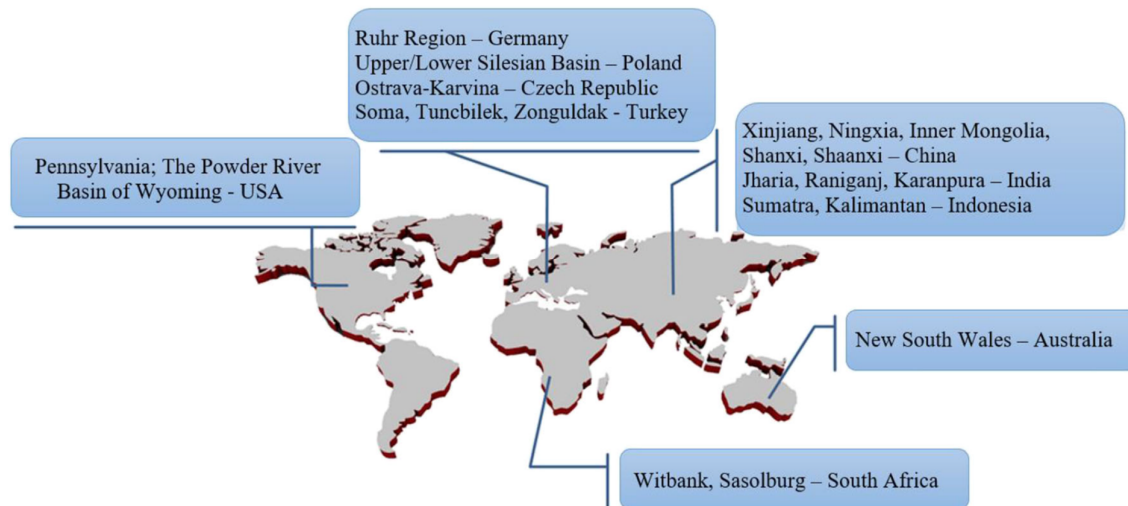 Ruhr Region – Germany
Upper/Lower Silesian Basin – Poland
Ostrava-Karvina – Czech Republic
Soma, Tuncbilek, Zonguldak - Turkey
Xinjiang, Ningxia, Inner Mongolia,
Shanxi, Shaanxi – China
Jharia, Raniganj, Karanpura – India
Sumatra, Kalimantan – Indonesia
Pennsylvania; The Powder River
Basin of Wyoming - USA
New South Wales – Australia
Witbank, Sasolburg – South Africa